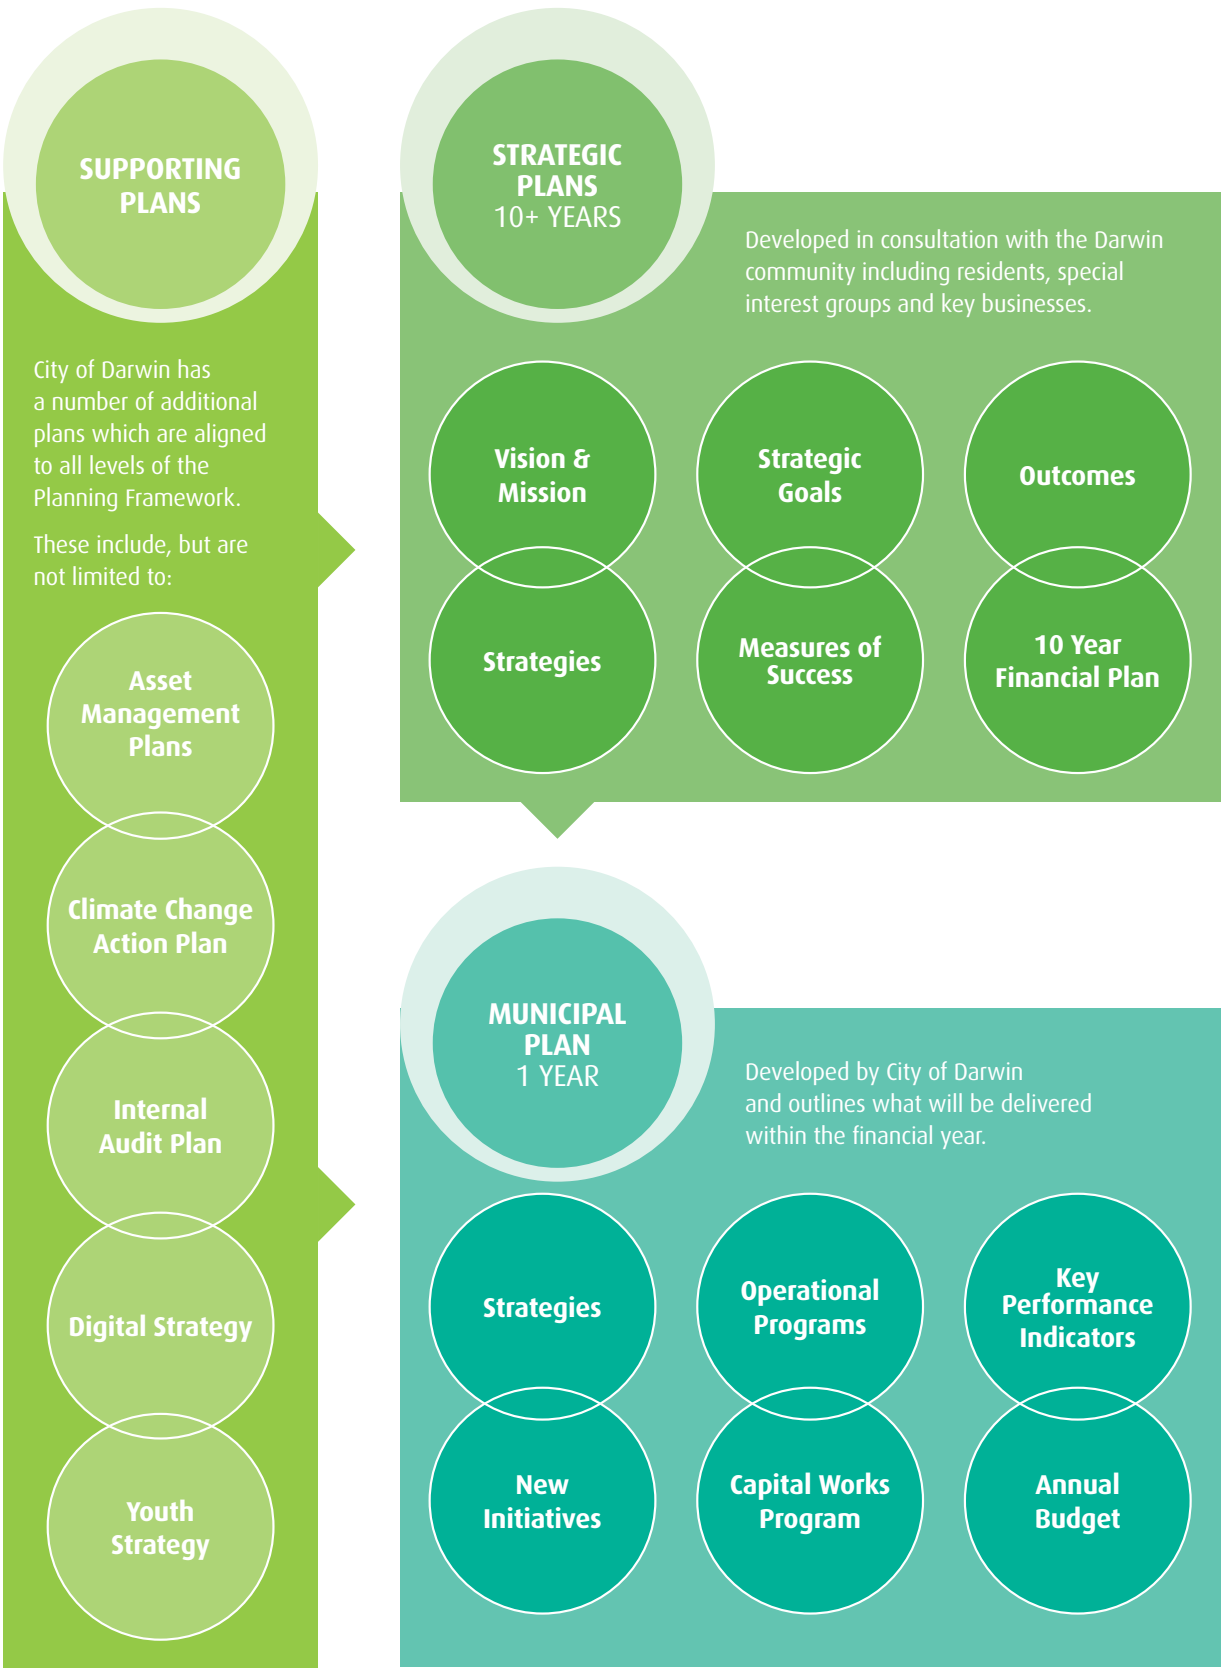 SUPPORTING
PLANS
City of Darwin has
a number of additional
plans which are aligned
to all levels of the
Planning Framework.
These include, but are
not limited to:
Asset
Management
Plans
Climate Change
Action Plan
Internal
Audit Plan
Digital Strategy
Youth
Strategy
STRATEGIC
PLANS
10+ YEARS
Developed in consultation with the Darwin
community including residents, special
interest groups and key businesses.
Vision &
Mission
Strategic
Goals
Outcomes
Strategies
Measures of
Success
10 Year
Financial Plan
MUNICIPAL
PLAN
1 YEAR
Developed by City of Darwin
and outlines what will be delivered
within the financial year.
Strategies
Operational
Programs
Key
Performance
Indicators
New
Initiatives
Capital Works
Program
Annual
Budget